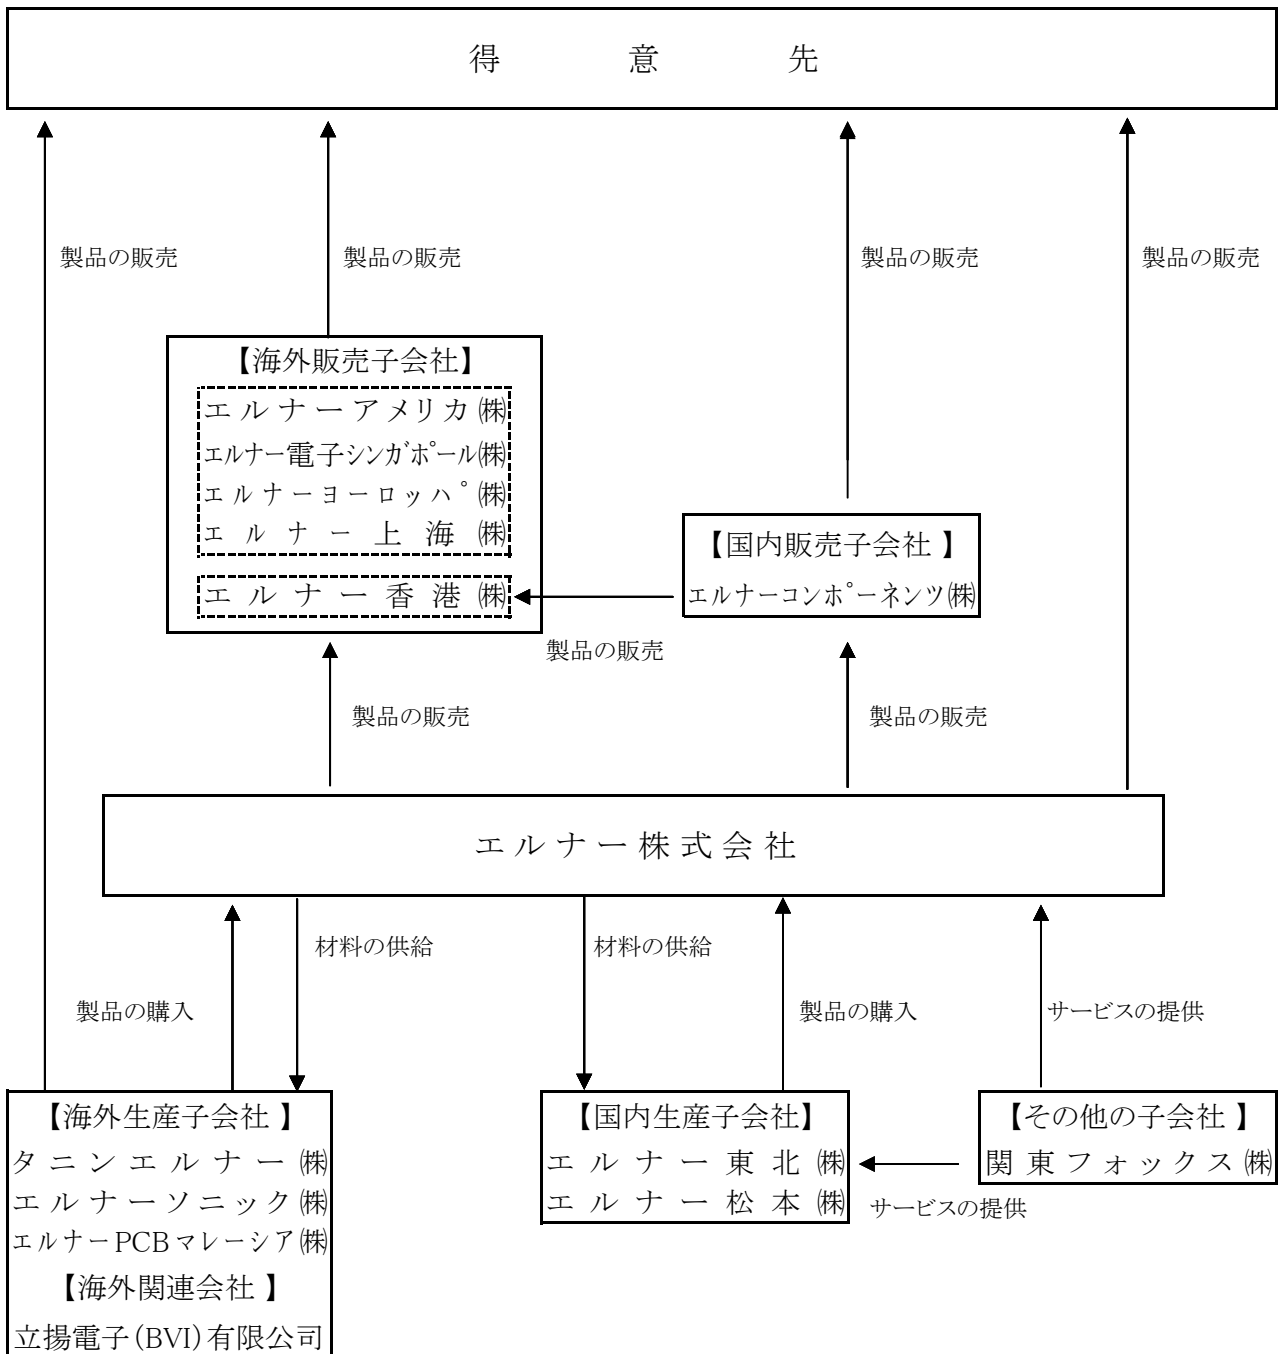 得意先
製品の販売
製品の販売
製品の販売
製品の販売
【海外販売子会社】
エルナーアメリカ㈱
エルナー電子シンガポール㈱
エルナーヨーロッパ㈱
エルナー上海㈱
エルナー香港㈱
【国内販売子会社】
エルナーコンポーネンツ㈱
製品の販売
製品の販売
製品の販売
エルナー株式会社
材料の供給
材料の供給
製品の購入
製品の購入
サービスの提供
【海外生産子会社】
タニンエルナー㈱
エルナーソニック㈱
エルナーPCBマレーシア㈱
【海外関連会社】
立揚電子(BVI)有限公司
【国内生産子会社】
エルナー東北㈱
エルナー松本㈱
【その他の子会社】
関東フォックス㈱
サービスの提供